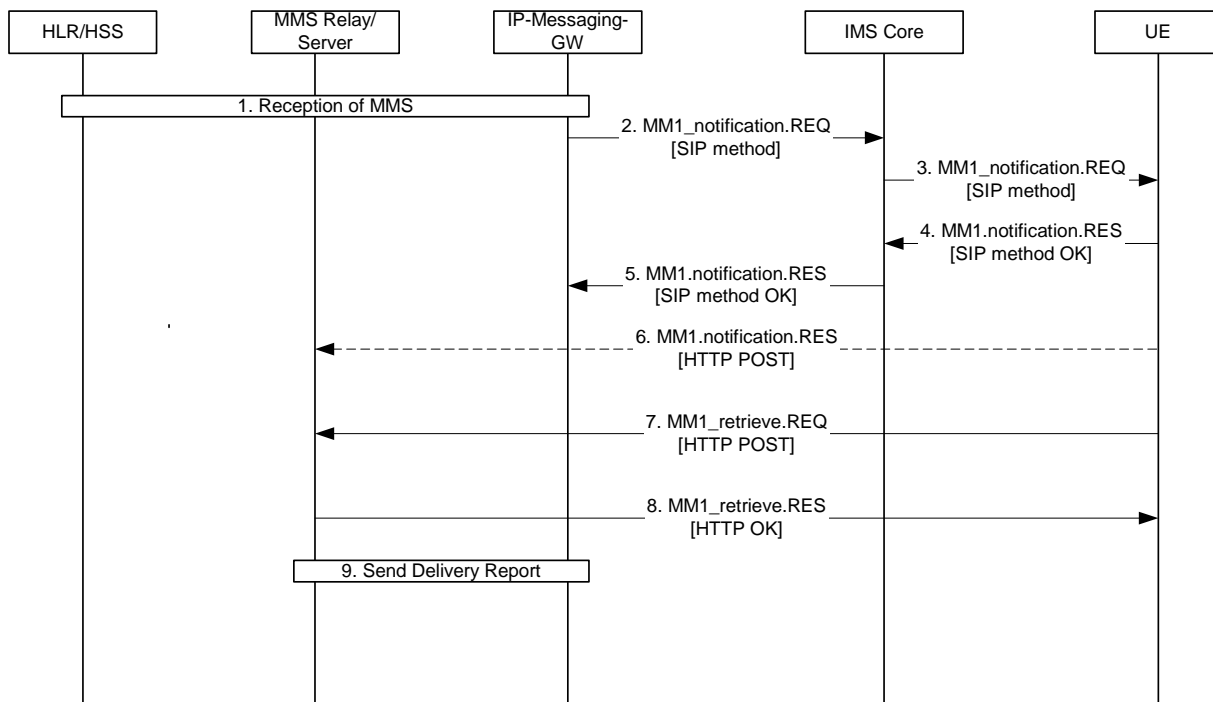 HLR/HSS
MMS Relay/
Server
IP-Messaging-
GW
IMS Core
UE
1. Reception of MMS
2. MM1_notification.REQ
[SIP method]
3. MM1_notification.REQ
[SIP method]
4. MM1.notification.RES
[SIP method OK]
5. MM1.notification.RES
[SIP method OK]
6. MM1.notification.RES
[HTTP POST]
7. MM1_retrieve.REQ
[HTTP POST]
8. MM1_retrieve.RES
[HTTP OK]
9. Send Delivery Report